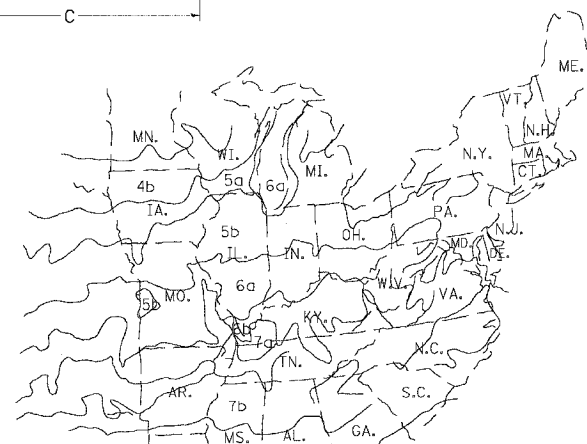 C
ME.
VT.
MN.
N.H.
WI.
N.Y.
MA.
MI.
CT.
4b
5a
6a
IA.
PA.
5b
OH.
N.J.
IL.
IN.
MD.
DE.
6a
W.V.
MO.
VA.
5b
KY.
6b
7a
N.C.
TN.
AR.
S.C.
7b
MS.
AL.
GA.